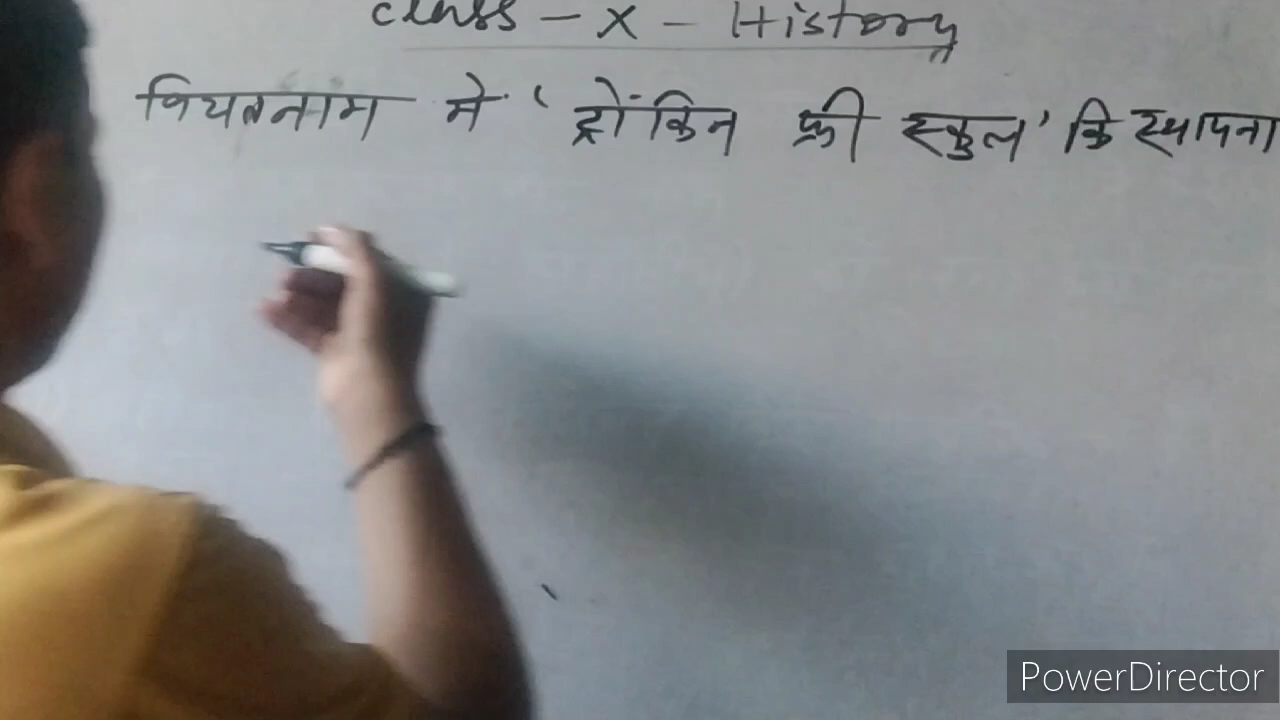 class - X - History
वियतनाम में ' ट्रोंकिन फ्री स्कुल ' कि स्थापना
PowerDirector